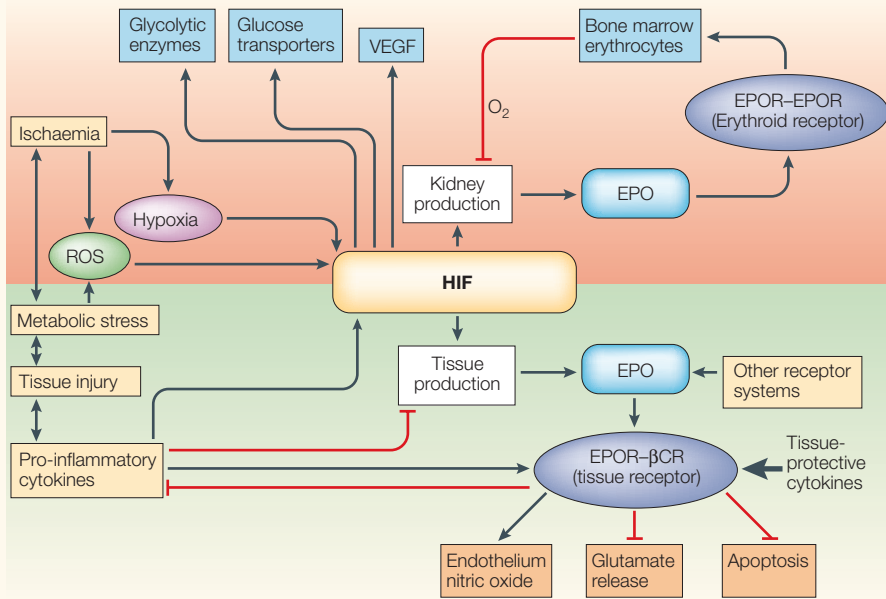 Glycolytic
enzymes
Glucose
transporters
VEGF
Bone marrow
erythrocytes
O₂
EPOR–EPOR
(Erythroid receptor)
Ischaemia
Kidney
production
EPO
Hypoxia
ROS
HIF
Metabolic stress
Tissue injury
Tissue
production
EPO
Other receptor
systems
Pro-inflammatory
cytokines
EPOR–βCR
(tissue receptor)
Tissue-
protective
cytokines
Endothelium
nitric oxide
Glutamate
release
Apoptosis